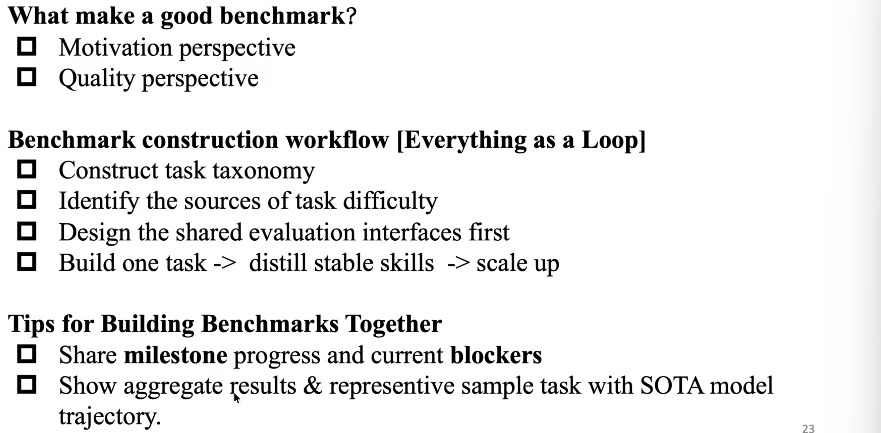 What make a good benchmark?
Motivation perspective
Quality perspective
Benchmark construction workflow [Everything as a Loop]
Construct task taxonomy
Identify the sources of task difficulty
Design the shared evaluation interfaces first
Build one task -> distill stable skills -> scale up
Tips for Building Benchmarks Together
Share milestone progress and current blockers
Show aggregate results & representive sample task with SOTA model
trajectory.
23